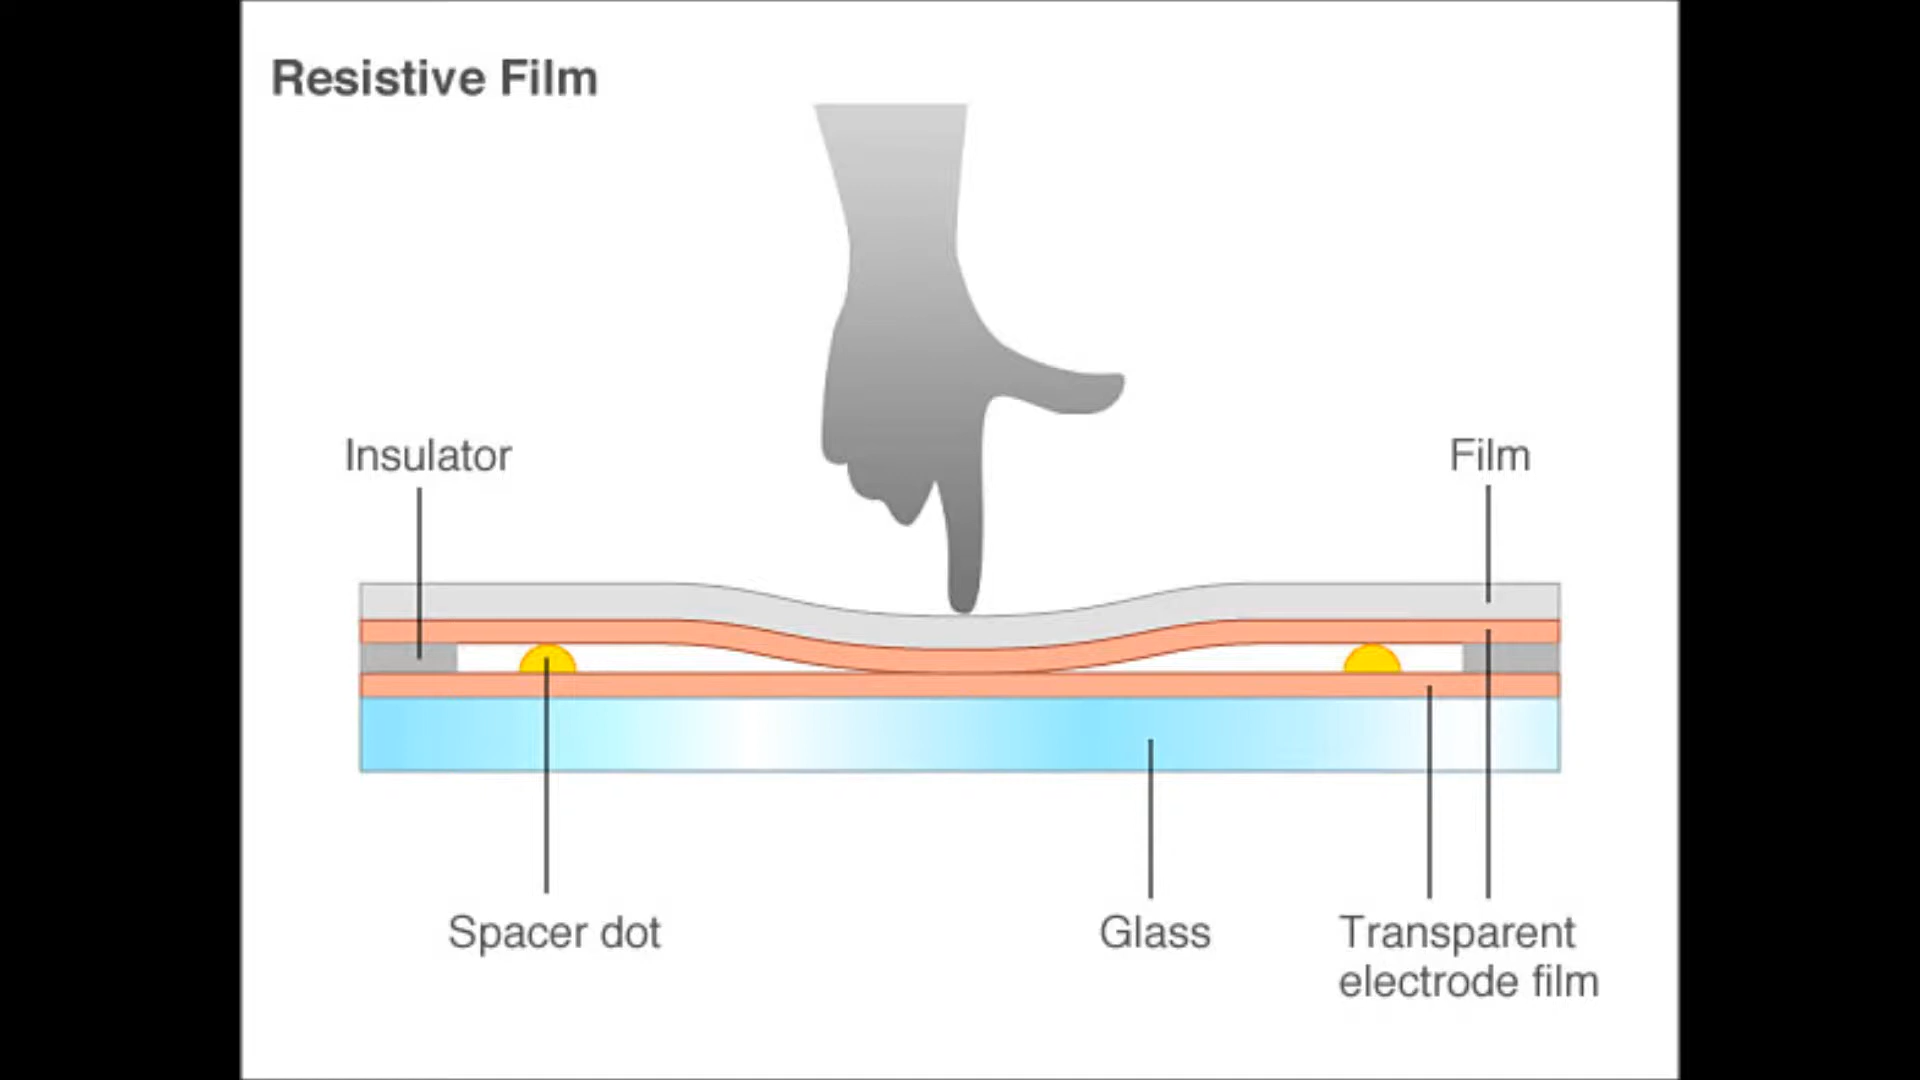 Resistive Film
Insulator
Film
Spacer dot
Glass
Transparent
electrode film